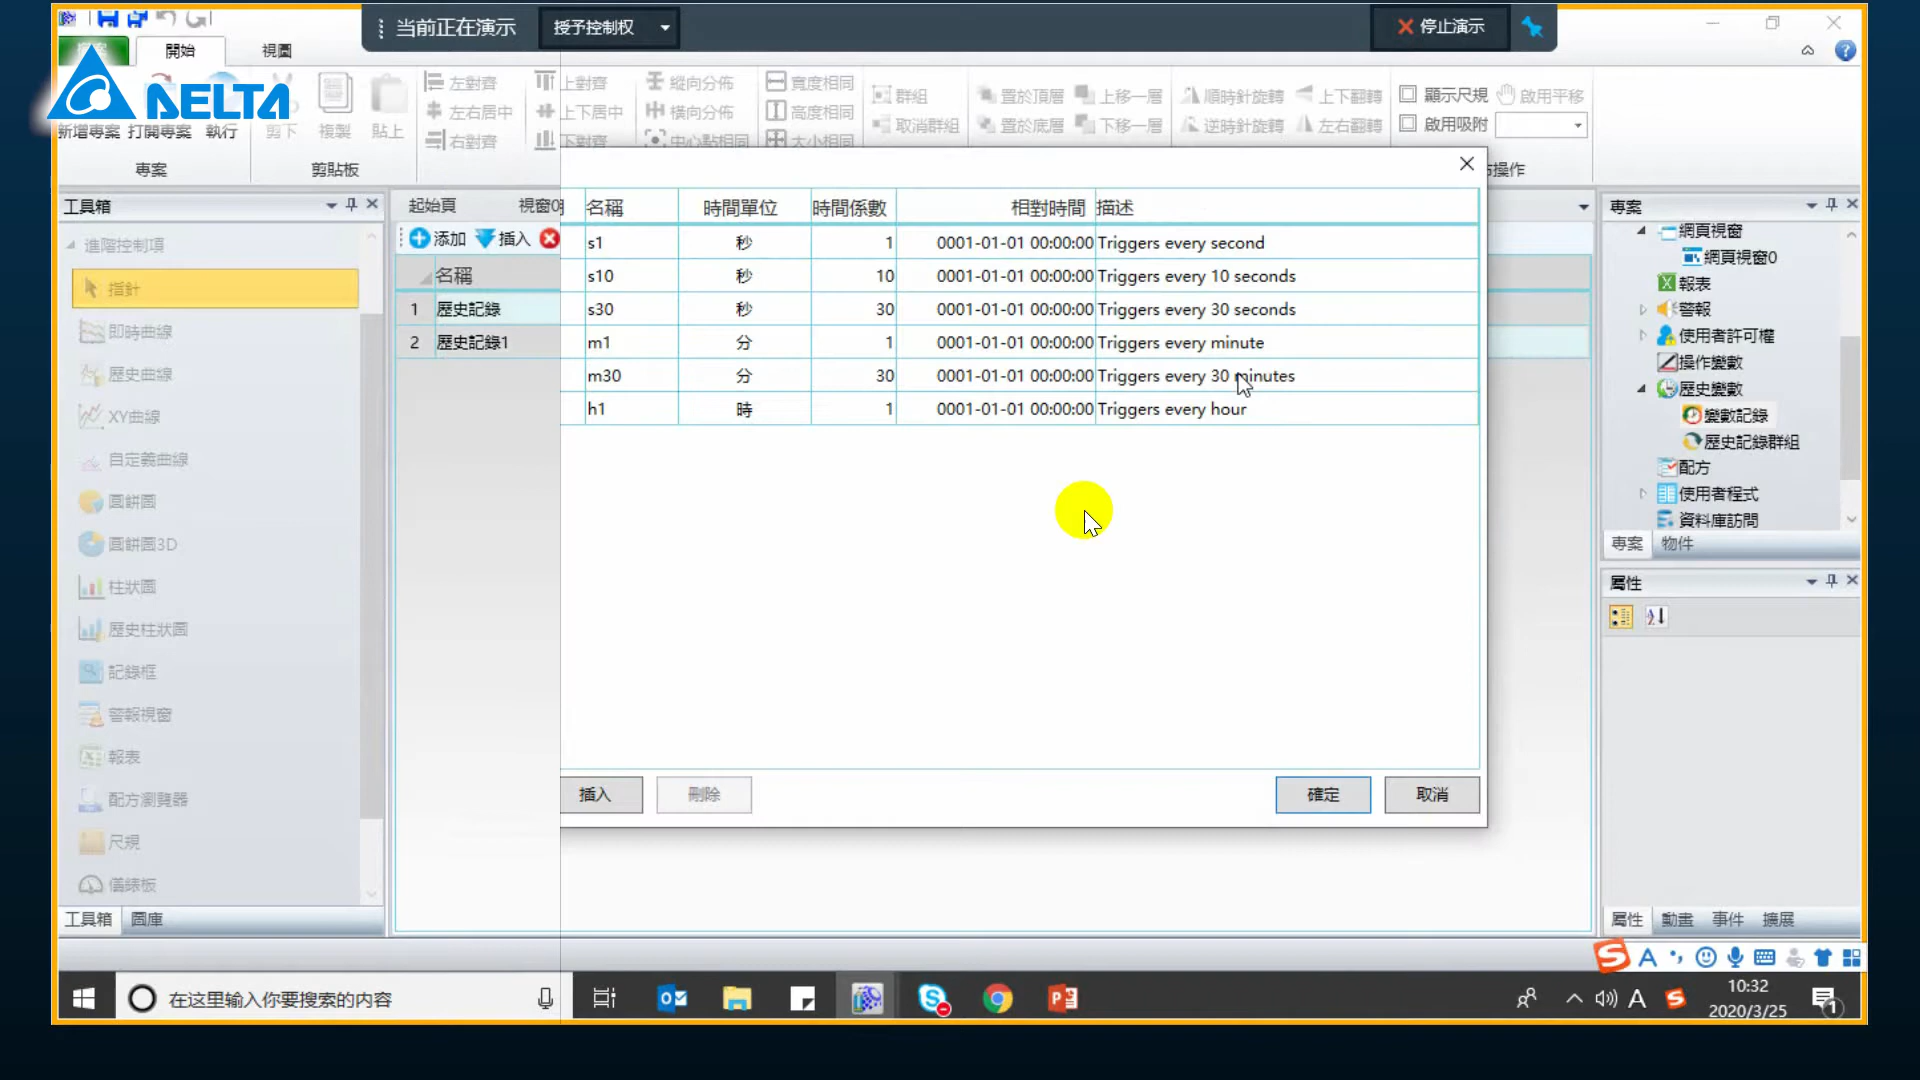 当前正在演示
授予控制权
停止演示
開始
視圖
DELTA
新增專案 打開專案 執行
剪下
複製
貼上
專案
剪貼板
左對齊
左右居中
右對齊
上對齊
上下居中
下對齊
縱向分佈
橫向分佈
中心點相同
寬度相同
高度相同
大小相同
群組
取消群組
置於頂層
置於底層
上移一層
下移一層
順時針旋轉
逆時針旋轉
上下翻轉
左右翻轉
顯示尺規
啟用平移
啟用吸附
操作
工具箱
進階控制項
指針
即時曲線
歷史曲線
XY曲線
自定義曲線
圓餅圖
圓餅圖3D
柱狀圖
歷史柱狀圖
記錄框
警報視窗
報表
配方瀏覽器
尺規
儀錶板
工具箱
圖庫
起始頁
視窗0
添加
插入
名稱
1 歷史記錄
2 歷史記錄1
名稱 時間單位 時間係數 相對時間 描述
s1 秒 1 0001-01-01 00:00:00 Triggers every second
s10 秒 10 0001-01-01 00:00:00 Triggers every 10 seconds
s30 秒 30 0001-01-01 00:00:00 Triggers every 30 seconds
m1 分 1 0001-01-01 00:00:00 Triggers every minute
m30 分 30 0001-01-01 00:00:00 Triggers every 30 minutes
h1 時 1 0001-01-01 00:00:00 Triggers every hour
插入
刪除
確定
取消
專案
網頁視窗
網頁視窗0
報表
警報
使用者許可權
操作變數
歷史變數
變數記錄
歷史記錄群組
配方
使用者程式
資料庫訪問
專案
物件
屬性
屬性
動畫
事件
擴展
在这里输入你要搜索的内容
10:32
2020/3/25